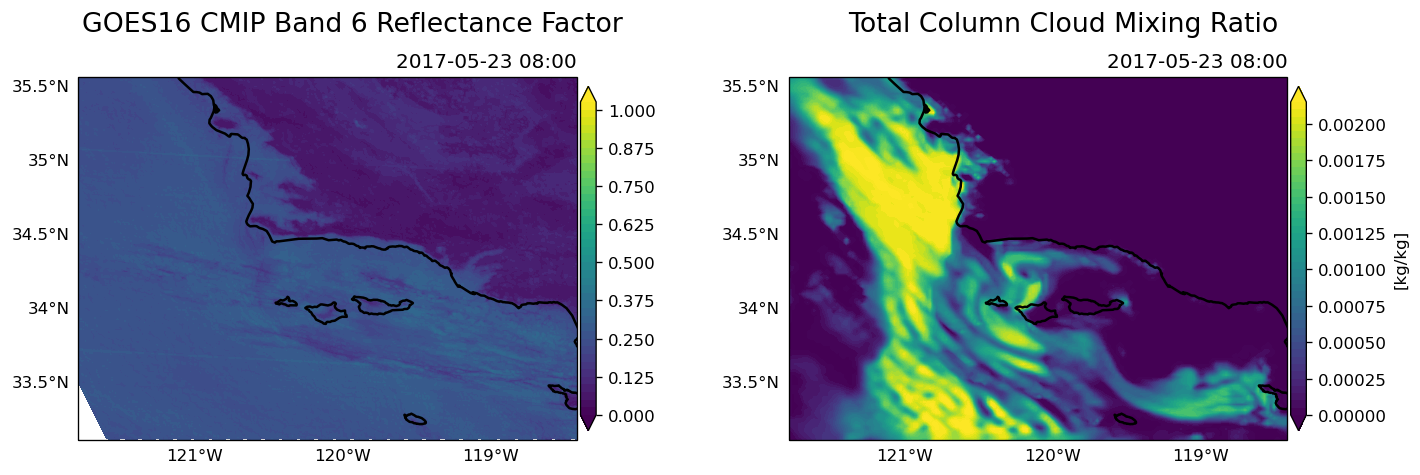 GOES16 CMIP Band 6 Reflectance Factor
2017-05-23 08:00
35.5°N
35°N
34.5°N
34°N
33.5°N
121°W 120°W 119°W
1.000
0.875
0.750
0.625
0.500
0.375
0.250
0.125
0.000
Total Column Cloud Mixing Ratio
2017-05-23 08:00
35.5°N
35°N
34.5°N
34°N
33.5°N
121°W 120°W 119°W
0.00200
0.00175
0.00150
0.00125
0.00100
0.00075
0.00050
0.00025
0.00000
[kg/kg]